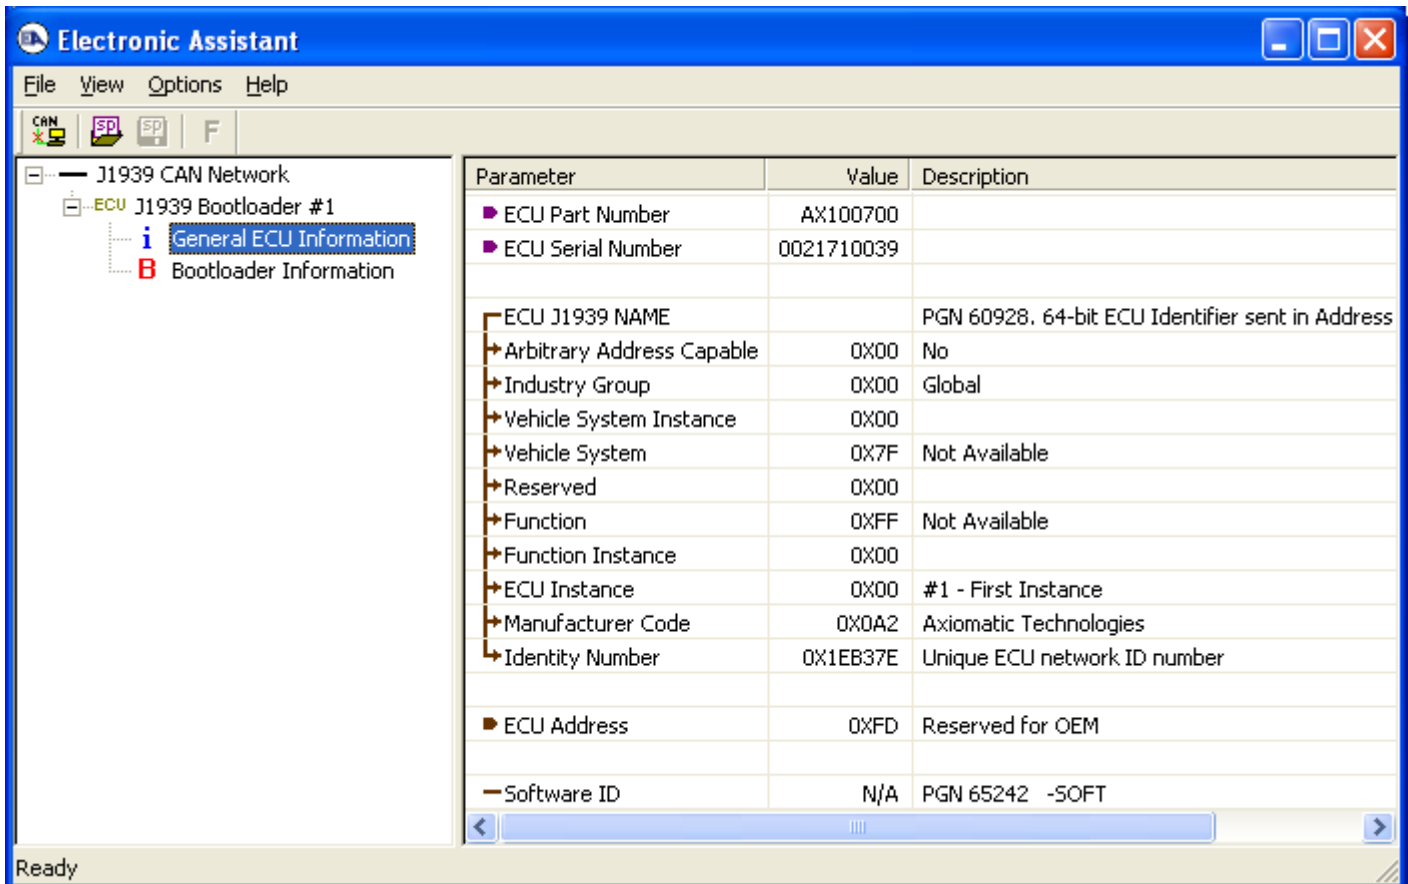 Electronic Assistant
File View Options Help
CAN SP SP F
J1939 CAN Network
ECU J1939 Bootloader #1
i General ECU Information
B Bootloader Information
Parameter Value Description
ECU Part Number AX100700
ECU Serial Number 0021710039
ECU J1939 NAME PGN 60928. 64-bit ECU Identifier sent in Address
Arbitrary Address Capable 0X00 No
Industry Group 0X00 Global
Vehicle System Instance 0X00
Vehicle System 0X7F Not Available
Reserved 0X00
Function 0XFF Not Available
Function Instance 0X00
ECU Instance 0X00 #1 - First Instance
Manufacturer Code 0X0A2 Axiomatic Technologies
Identity Number 0X1EB37E Unique ECU network ID number
ECU Address 0XFD Reserved for OEM
Software ID N/A PGN 65242 -SOFT
Ready